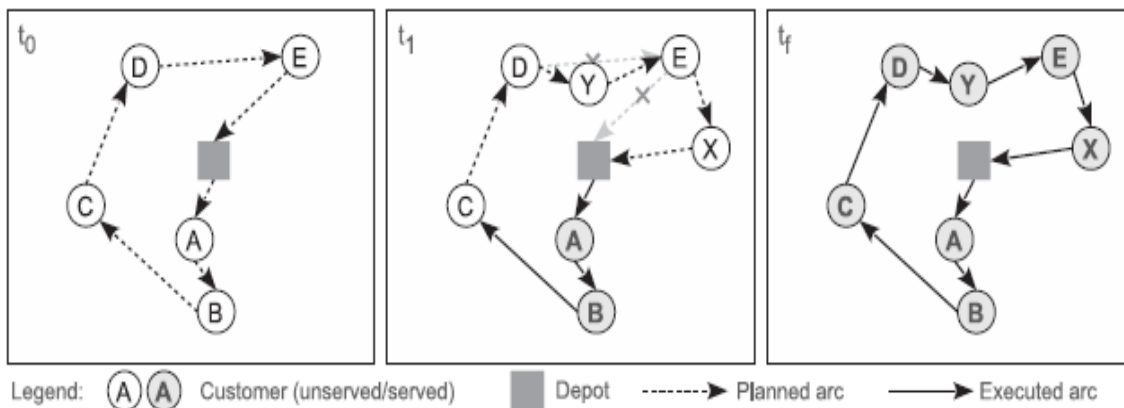 t0
D
E
C
A
B
t1
D
Y
E
X
C
A
B
tf
D
Y
E
X
C
A
B
Legend: A A Customer (unserved/served) Depot Planned arc Executed arc